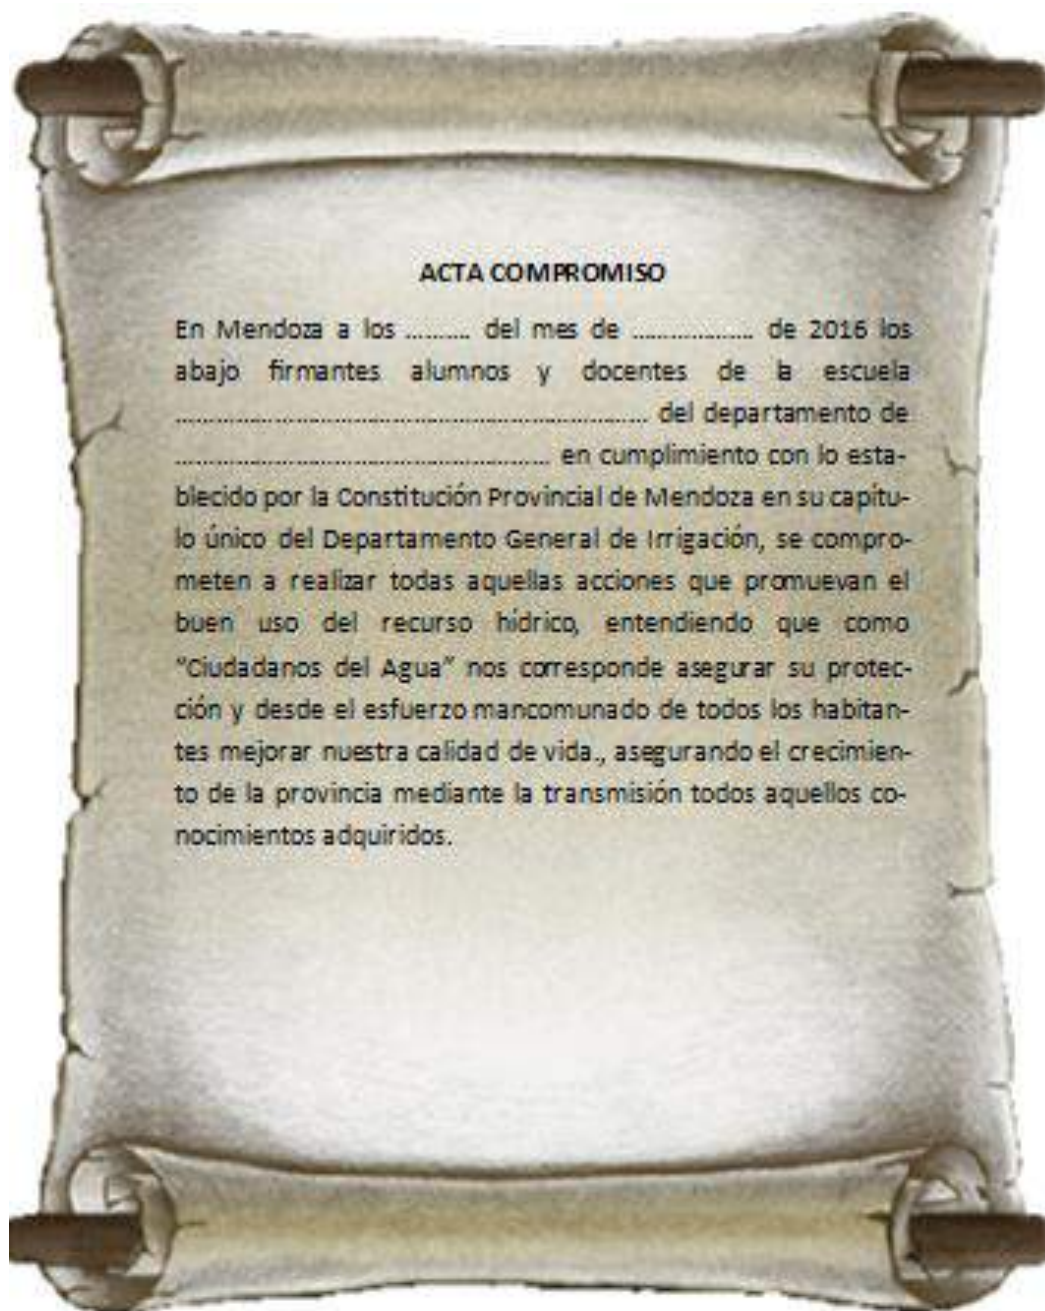 ACTA COMPROMISO
En Mendoza a los ......... del mes de ................... de 2016 los
abajo firmantes alumnos y docentes de la escuela
........................................................................... del departamento de
............................................................ en cumplimiento con lo esta-
blecido por la Constitución Provincial de Mendoza en su capítu-
lo único del Departamento General de Irrigación, se compro-
meten a realizar todas aquellas acciones que promuevan el
buen uso del recurso hídrico, entendiendo que como
“Ciudadanos del Agua” nos corresponde asegurar su protec-
ción y desde el esfuerzo mancomunado de todos los habitan-
tes mejorar nuestra calidad de vida., asegurando el crecimien-
to de la provincia mediante la transmisión todos aquellos co-
nocimientos adquiridos.